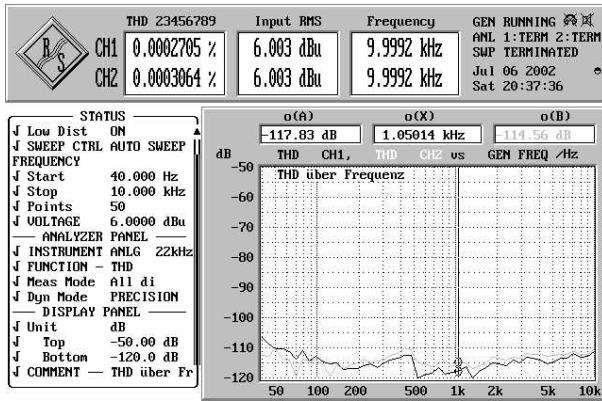 THD 23456789 Input RMS Frequency
R S
CH1 0.0002705 % 6.003 dBu 9.9992 kHz
CH2 0.0003064 % 6.003 dBu 9.9992 kHz
GEN RUNNING
ANL 1:TERM 2:TERM
SWP TERMINATED
Jul 06 2002
Sat 20:37:36
STATUS
Low Dist ON
SWEEP CTRL AUTO SWEEP
FREQUENCY
Start 40.000 Hz
Stop 10.000 kHz
Points 50
VOLTAGE 6.0000 dBu
ANALYZER PANEL
INSTRUMENT ANLG 22kHz
FUNCTION - THD
Meas Mode All di
Dyn Mode PRECISION
DISPLAY PANEL
Unit dB
Top -50.00 dB
Bottom -120.0 dB
COMMENT - THD über Fr
o(A) o(X) o(B)
-117.83 dB 1.05014 kHz -114.56 dB
dB THD CH1, THD CH2 vs GEN FREQ /Hz
THD über Frequenz
-50
-60
-70
-80
-90
-100
-110
-120
50 100 200 500 1k 2k 5k 10k